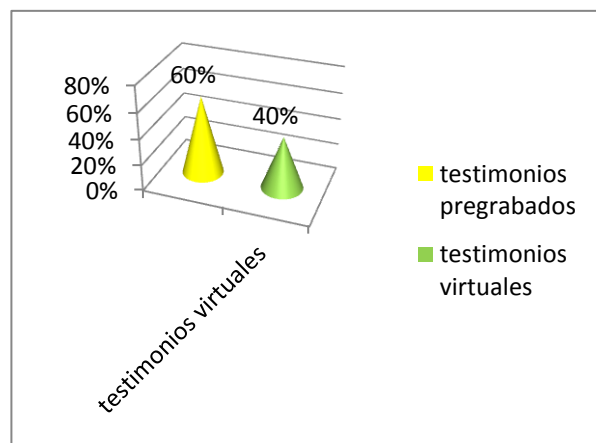 80%
60%
40%
20%
0%
60%
40%
testimonios virtuales
testimonios
pregrabados
testimonios
virtuales